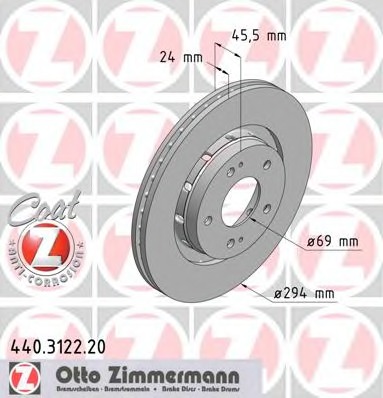 45,5 mm
24 mm
ø69 mm
ø294 mm
Coat
Z
ANTI-CORROSION
440.3122.20
Z
Otto Zimmermann
Bremsscheiben - Bremstrommeln • Brake Discs - Brake Drums